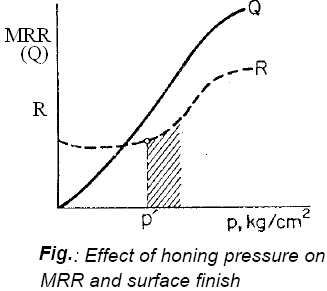 Q
MRR
(Q)
R
R
p'
p, kg/cm²
Fig.: Effect of honing pressure on
MRR and surface finish